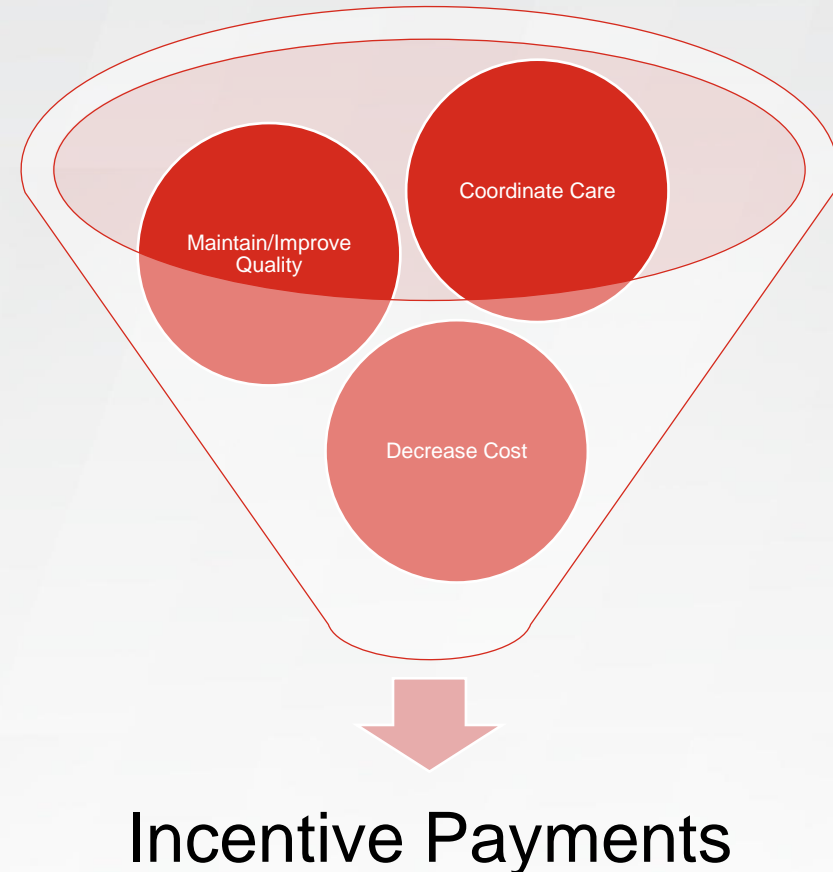 Coordinate Care
Maintain/Improve
Quality
Decrease Cost
Incentive Payments